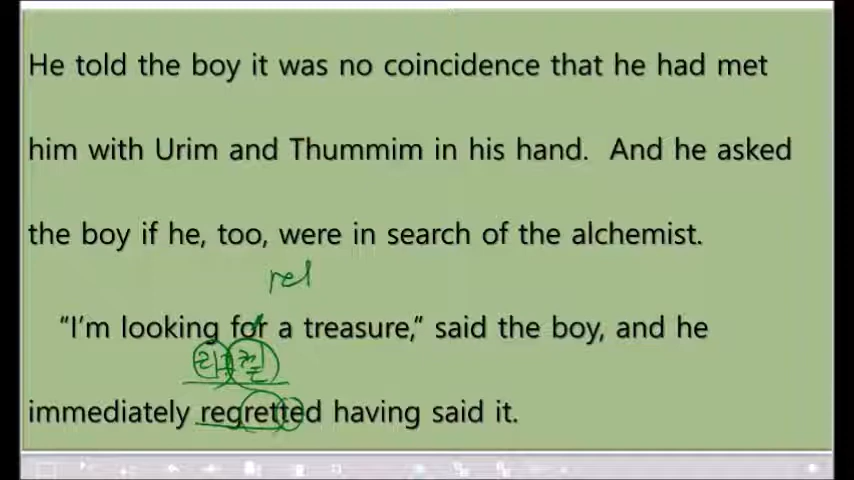 He told the boy it was no coincidence that he had met
him with Urim and Thummim in his hand. And he asked
the boy if he, too, were in search of the alchemist.
rel
“I’m looking for a treasure,” said the boy, and he
immediately regretted having said it.